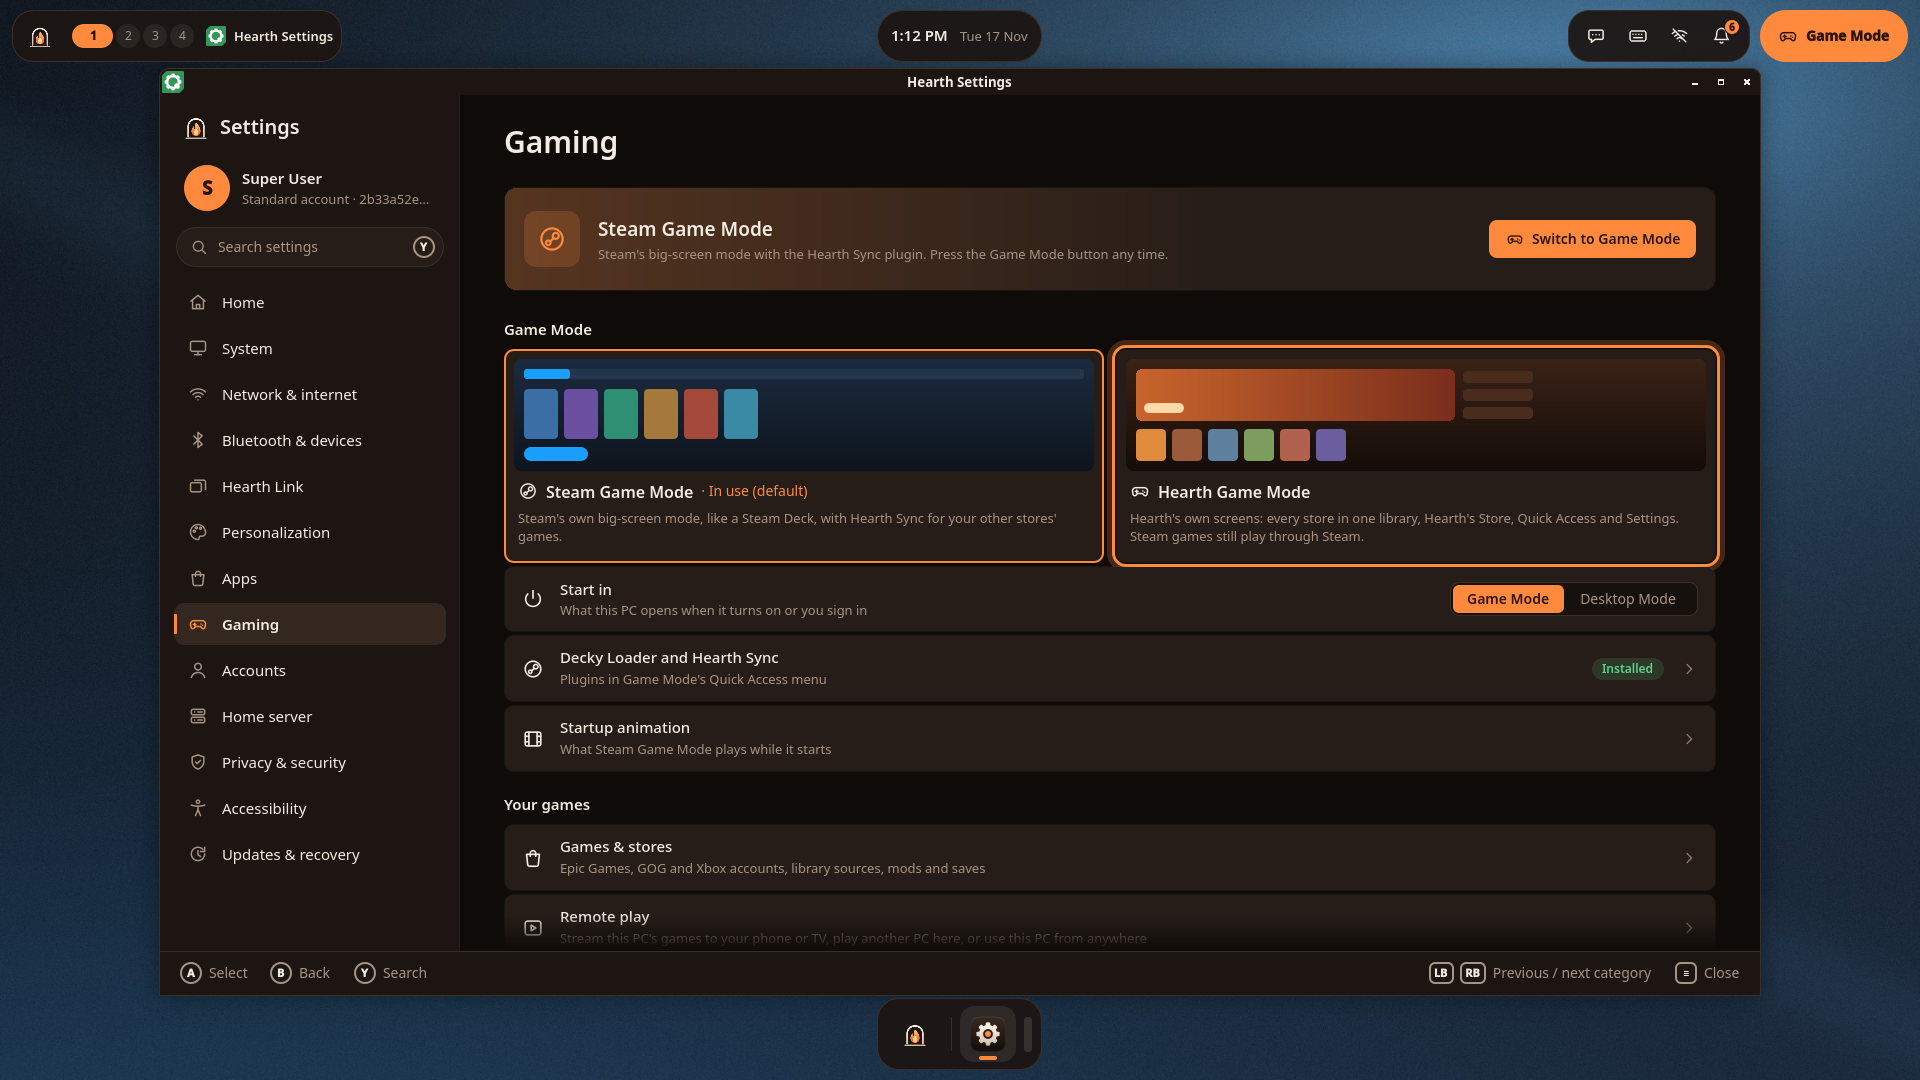 1 2 3 4 Hearth Settings
1:12 PM Tue 17 Nov
6
Game Mode
Hearth Settings
Settings
S
Super User
Standard account · 2b33a52e...
Search settings Y
Home
System
Network & internet
Bluetooth & devices
Hearth Link
Personalization
Apps
Gaming
Accounts
Home server
Privacy & security
Accessibility
Updates & recovery
Gaming
Steam Game Mode
Steam's big-screen mode with the Hearth Sync plugin. Press the Game Mode button any time.
Switch to Game Mode
Game Mode
Steam Game Mode · In use (default)
Steam's own big-screen mode, like a Steam Deck, with Hearth Sync for your other stores'
games.
Hearth Game Mode
Hearth's own screens: every store in one library, Hearth's Store, Quick Access and Settings.
Steam games still play through Steam.
Start in
What this PC opens when it turns on or you sign in
Game Mode Desktop Mode
Decky Loader and Hearth Sync
Plugins in Game Mode's Quick Access menu
Installed
Startup animation
What Steam Game Mode plays while it starts
Your games
Games & stores
Epic Games, GOG and Xbox accounts, library sources, mods and saves
Remote play
Stream this PC's games to your phone or TV, play another PC here, or use this PC from anywhere
A Select B Back Y Search
LB RB Previous / next category ≡ Close